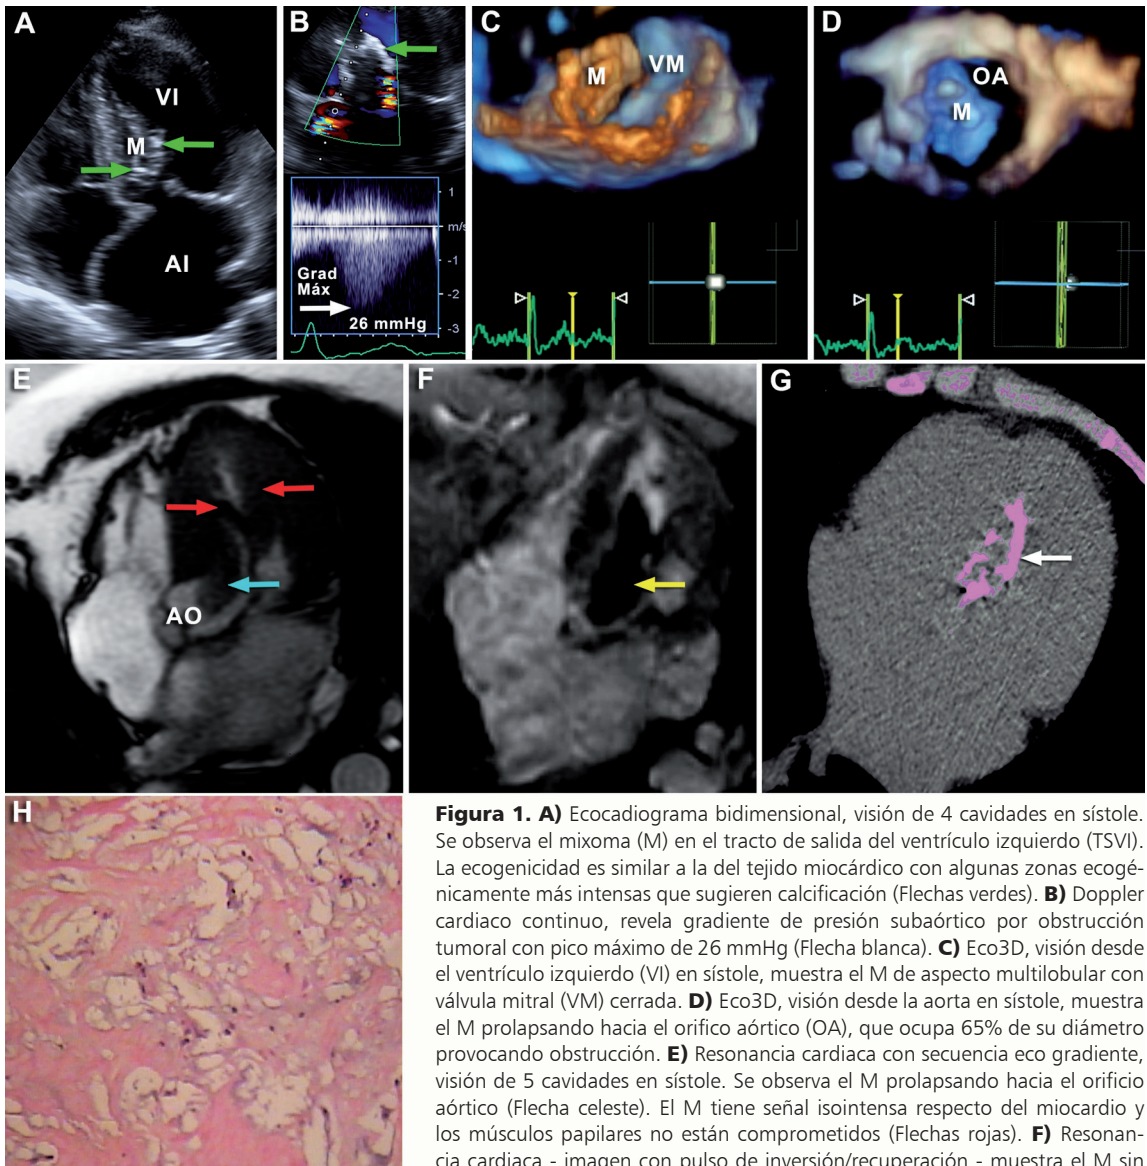 A
VI
M
AI
B
1
m/s
-1
-2
-3
Grad
Máx
26 mmHg
C
M
VM
D
OA
M
E
AO
F
G
H
Figura 1. A) Ecocadiograma bidimensional, visión de 4 cavidades en sístole.
Se observa el mixoma (M) en el tracto de salida del ventrículo izquierdo (TSVI).
La ecogenicidad es similar a la del tejido miocárdico con algunas zonas ecogé-
nicamente más intensas que sugieren calcificación (Flechas verdes). B) Doppler
cardiaco continuo, revela gradiente de presión subaórtico por obstrucción
tumoral con pico máximo de 26 mmHg (Flecha blanca). C) Eco3D, visión desde
el ventrículo izquierdo (VI) en sístole, muestra el M de aspecto multilobular con
válvula mitral (VM) cerrada. D) Eco3D, visión desde la aorta en sístole, muestra
el M prolapsando hacia el orifico aórtico (OA), que ocupa 65% de su diámetro
provocando obstrucción. E) Resonancia cardiaca con secuencia eco gradiente,
visión de 5 cavidades en sístole. Se observa el M prolapsando hacia el orificio
aórtico (Flecha celeste). El M tiene señal isointensa respecto del miocardio y
los músculos papilares no están comprometidos (Flechas rojas). F) Resonan-
cia cardiaca - imagen con pulso de inversión/recuperación - muestra el M sin